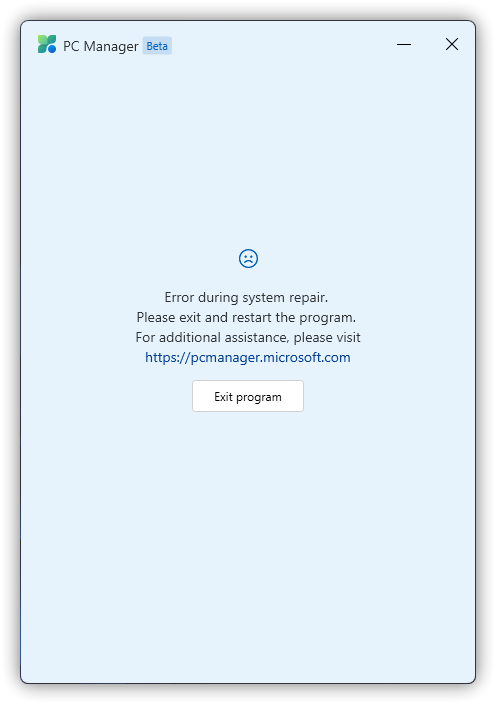 PC Manager Beta
Error during system repair.
Please exit and restart the program.
For additional assistance, please visit
https://pcmanager.microsoft.com
Exit program